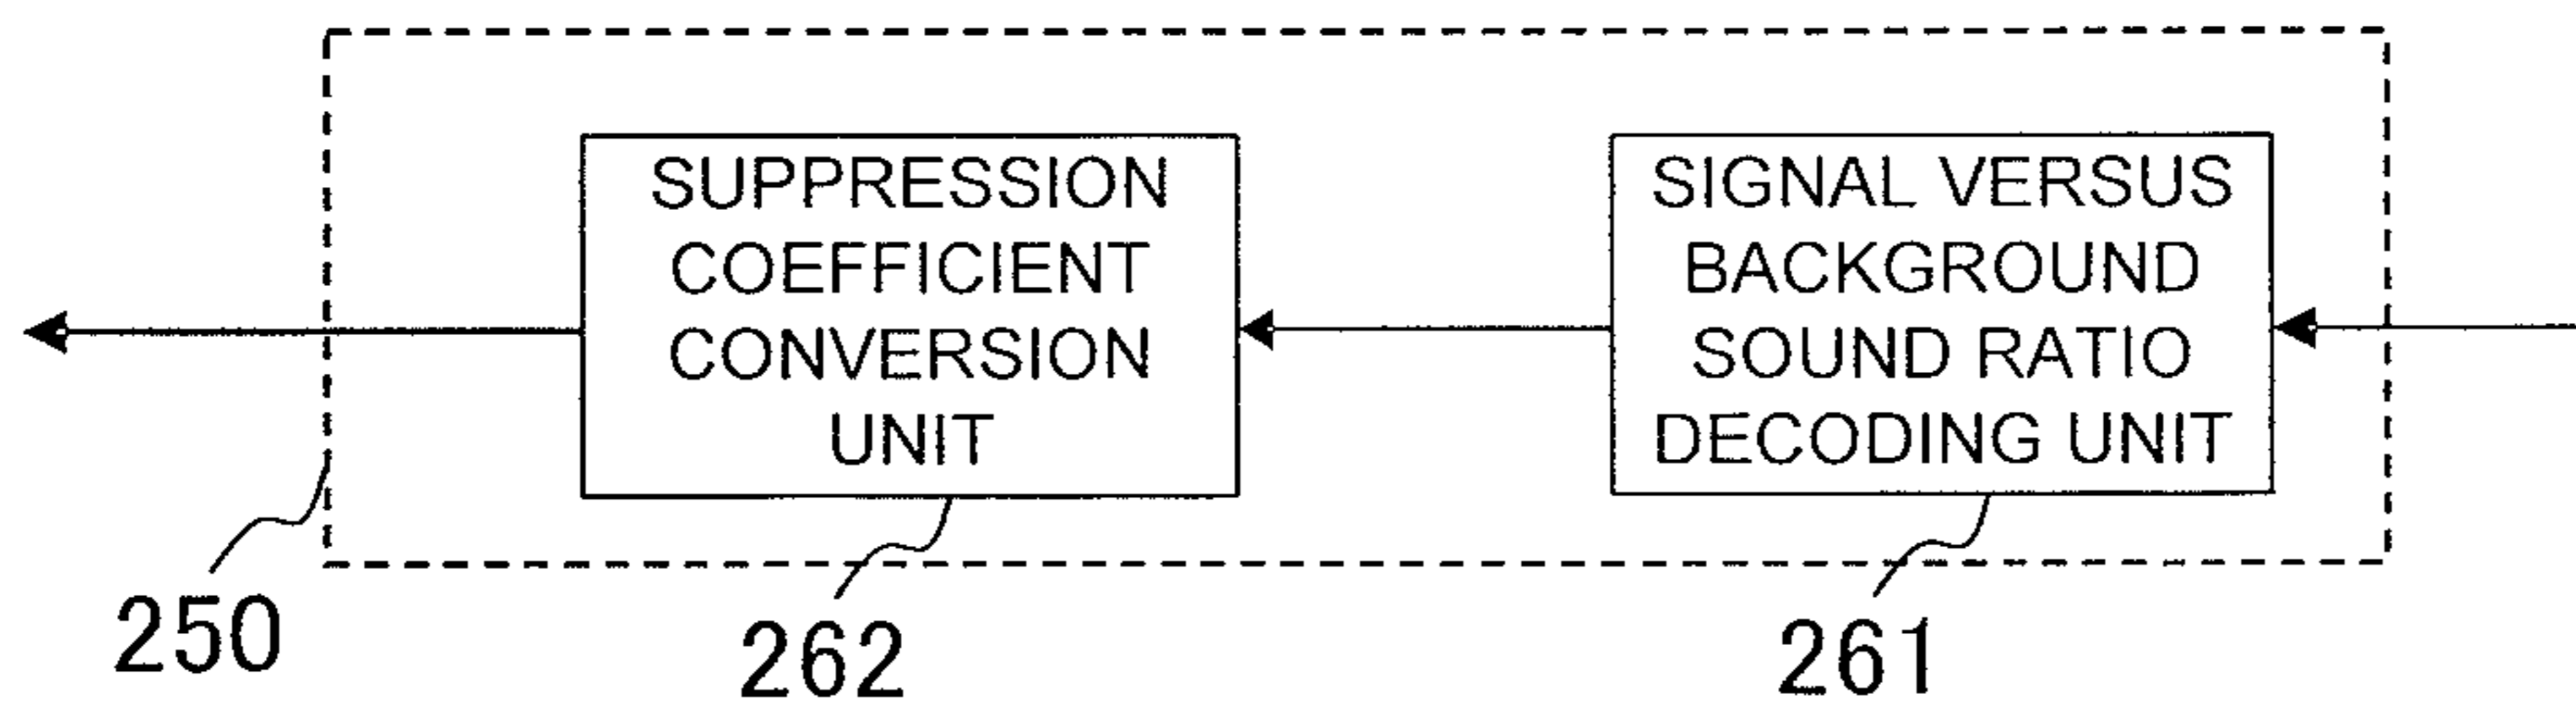 SUPPRESSION
COEFFICIENT
CONVERSION
UNIT
SIGNAL VERSUS
BACKGROUND
SOUND RATIO
DECODING UNIT
250
262
261